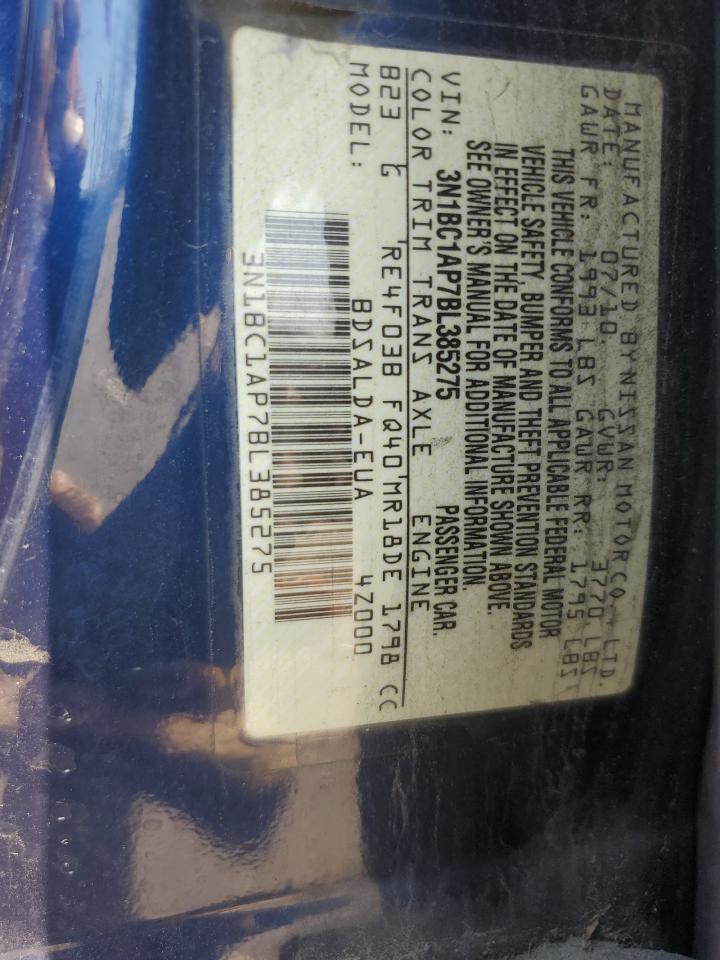 MANUFACTURED BY NISSAN MOTOR CO., LTD.
DATE: 07/10. GVWR: 3770 LBS
GAWR FR: 1993 LBS GAWR RR: 1795 LBS
THIS VEHICLE CONFORMS TO ALL APPLICABLE FEDERAL MOTOR
VEHICLE SAFETY, BUMPER AND THEFT PREVENTION STANDARDS
IN EFFECT ON THE DATE OF MANUFACTURE SHOWN ABOVE.
SEE OWNER'S MANUAL FOR ADDITIONAL INFORMATION.
VIN: 3N1BC1AP7BL385275 PASSENGER CAR.
COLOR TRIM TRANS AXLE ENGINE
B23 G RE4F03B FQ40 MR18DE 1798 CC
MODEL: BDSALDA-EUA 4Z000
3N1BC1AP7BL385275